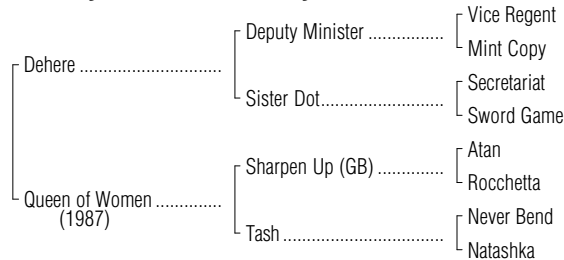 Vice Regent
Deputy Minister ................
Mint Copy
Dehere .............................
Secretariat
Sister Dot.........................
Sword Game
Atan
Sharpen Up (GB) ..............
Rocchetta
Queen of Women ..............
(1987)
Never Bend
Tash .................................
Natashka